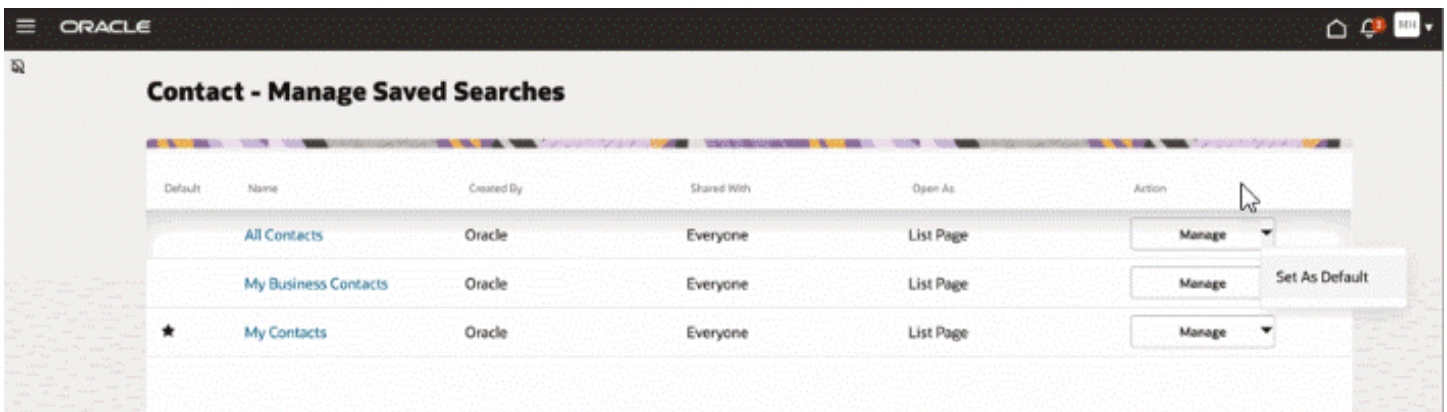 ORACLE
3
MH
Contact - Manage Saved Searches
Default Name Created By Shared With Open As Action
All Contacts Oracle Everyone List Page Manage
Set As Default
My Business Contacts Oracle Everyone List Page Manage
My Contacts Oracle Everyone List Page Manage